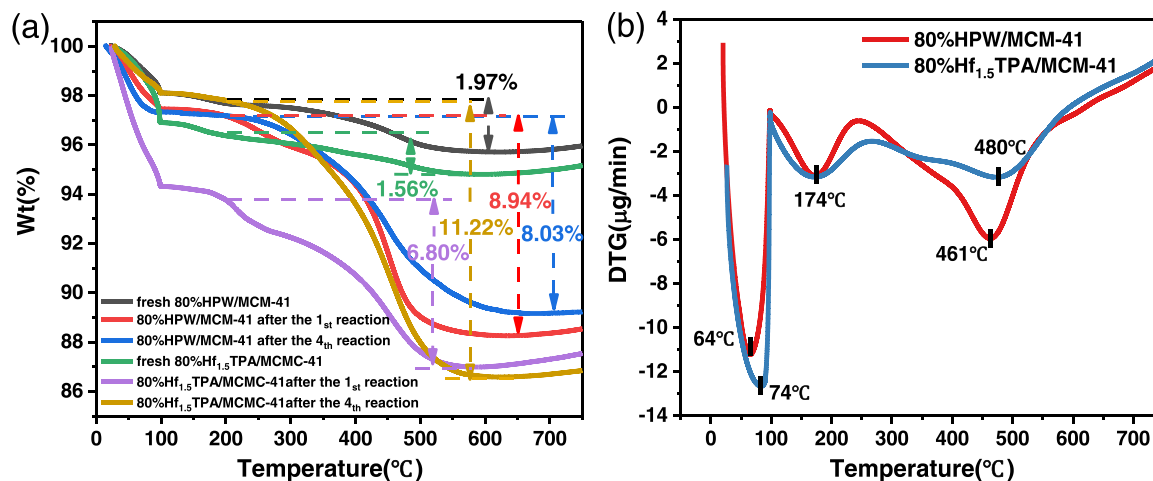 (a)
100
98
96
94
92
90
88
86
Wt(%)
1.97%
1.56%
8.94%
11.22%
8.03%
6.80%
fresh 80%HPW/MCM-41
80%HPW/MCM-41 after the 1st reaction
80%HPW/MCM-41 after the 4th reaction
fresh 80%Hf1.5TPA/MCMC-41
80%Hf1.5TPA/MCMC-41after the 1st reaction
80%Hf1.5TPA/MCMC-41after the 4th reaction
0 100 200 300 400 500 600 700
Temperature(℃)
(b)
80%HPW/MCM-41
80%Hf1.5TPA/MCM-41
4
2
0
-2
-4
-6
-8
-10
-12
-14
DTG(μg/min)
174℃
480℃
461℃
64℃
74℃
0 100 200 300 400 500 600 700
Temperature(℃)